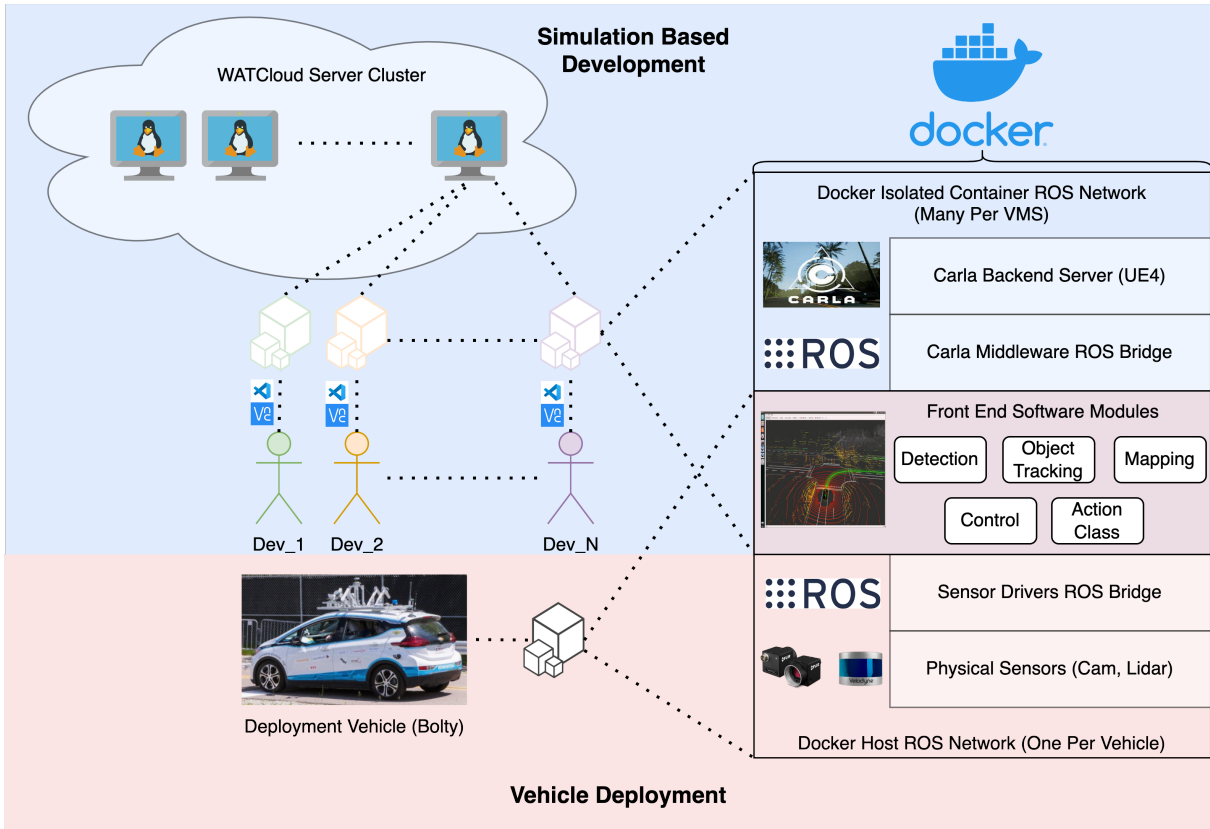 Simulation Based
Development
WATCloud Server Cluster
docker
Docker Isolated Container ROS Network
(Many Per VMS)
CARLA
Carla Backend Server (UE4)
ROS
Carla Middleware ROS Bridge
Front End Software Modules
Detection
Object
Tracking
Mapping
Control
Action
Class
Dev_1
Dev_2
Dev_N
ROS
Sensor Drivers ROS Bridge
Velodyne
Physical Sensors (Cam, Lidar)
Deployment Vehicle (Bolty)
Docker Host ROS Network (One Per Vehicle)
Vehicle Deployment